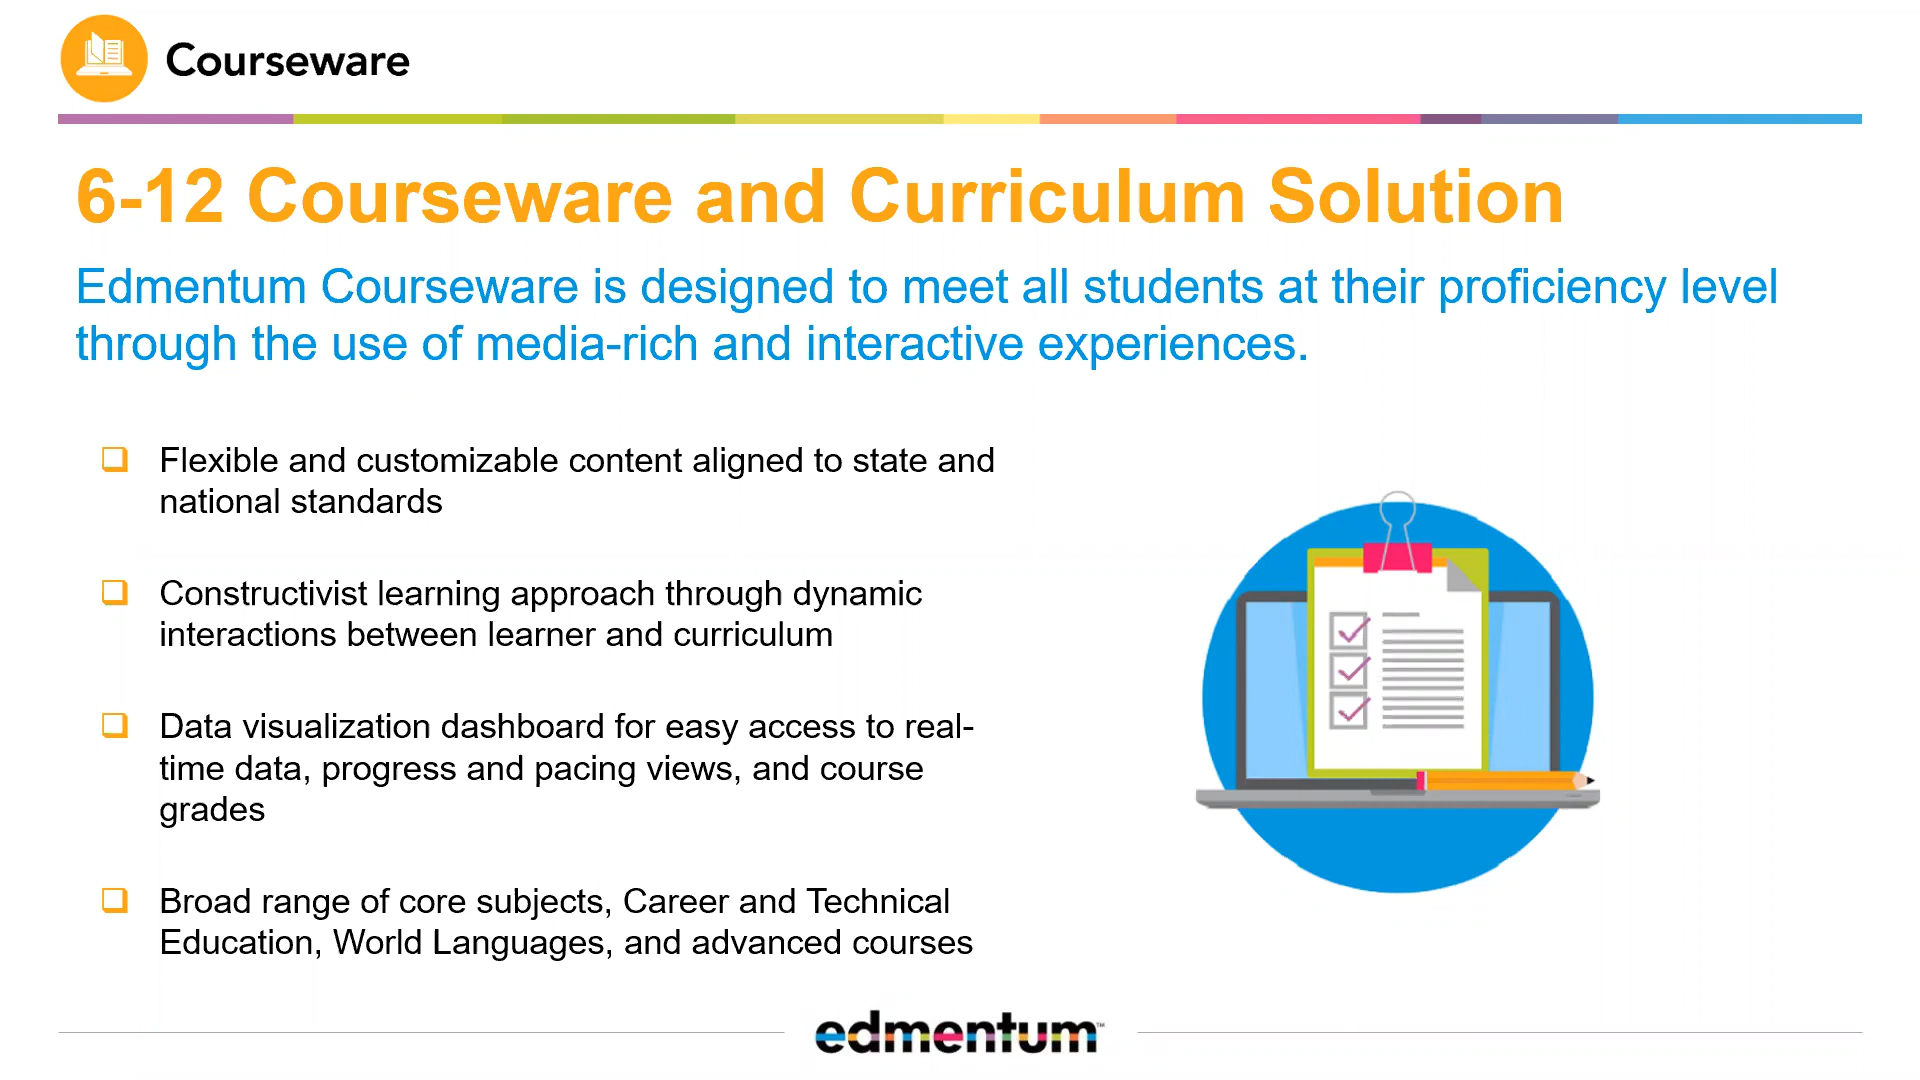 Courseware
6-12 Courseware and Curriculum Solution
Edmentum Courseware is designed to meet all students at their proficiency level
through the use of media-rich and interactive experiences.
Flexible and customizable content aligned to state and
national standards
Constructivist learning approach through dynamic
interactions between learner and curriculum
Data visualization dashboard for easy access to real-
time data, progress and pacing views, and course
grades
Broad range of core subjects, Career and Technical
Education, World Languages, and advanced courses
edmentum™